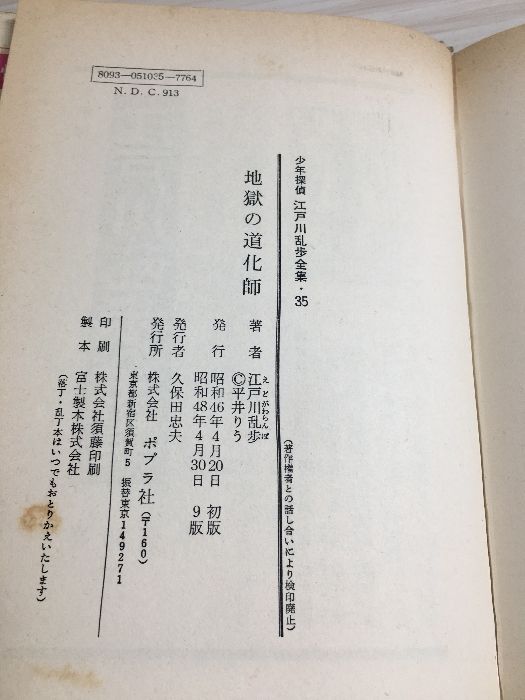 8093—051035—7764
N. D. C. 913
少年探偵 江戸川乱歩全集・35
(著作権者との話し合いにより検印廃止)
地獄の道化師
著者 江戸川乱歩
えどがわらんぽ
©平井りう
発行 昭和46年4月20日 初版
昭和48年4月30日 9版
発行者 久保田忠夫
発行所 株式会社 ポプラ社 (〒160)
東京都新宿区須賀町5 振替東京149271
印刷 株式会社須藤印刷
製本 富士製本株式会社
(落丁・乱丁本はいつでもおとりかえいたします)